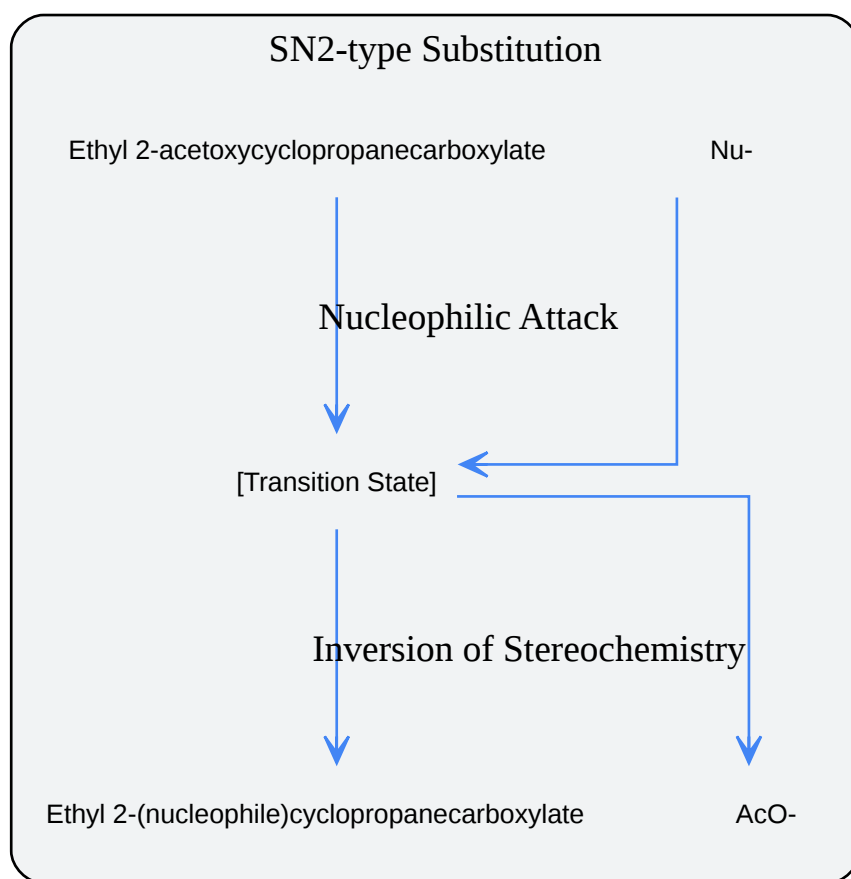 SN2-type Substitution
Ethyl 2-acetoxycyclopropanecarboxylate Nu-
Nucleophilic Attack
[Transition State]
Inversion of Stereochemistry
Ethyl 2-(nucleophile)cyclopropanecarboxylate AcO-